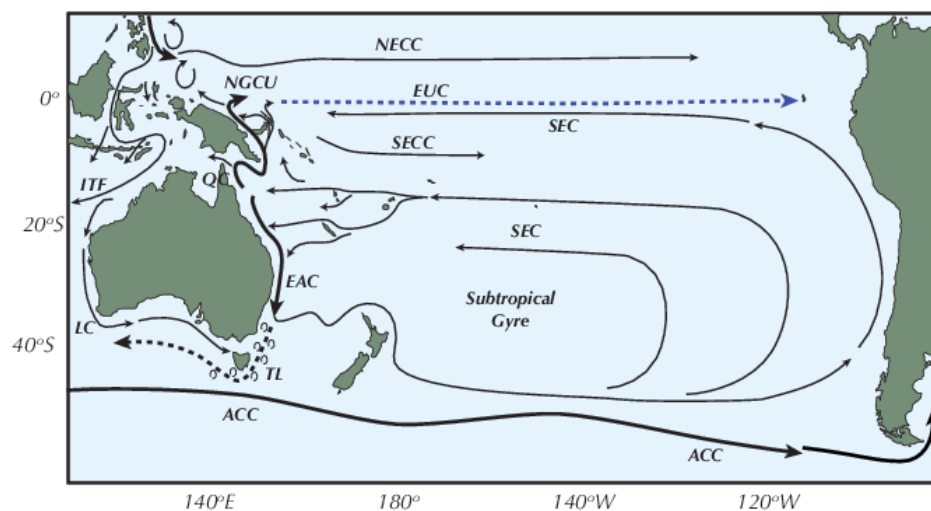 NECC
NGCU
EUC
0°
SEC
SECC
ITF
QC
20°S
SEC
EAC
Subtropical
Gyre
LC
40°S
TL
ACC
ACC
140°E
180°
140°W
120°W